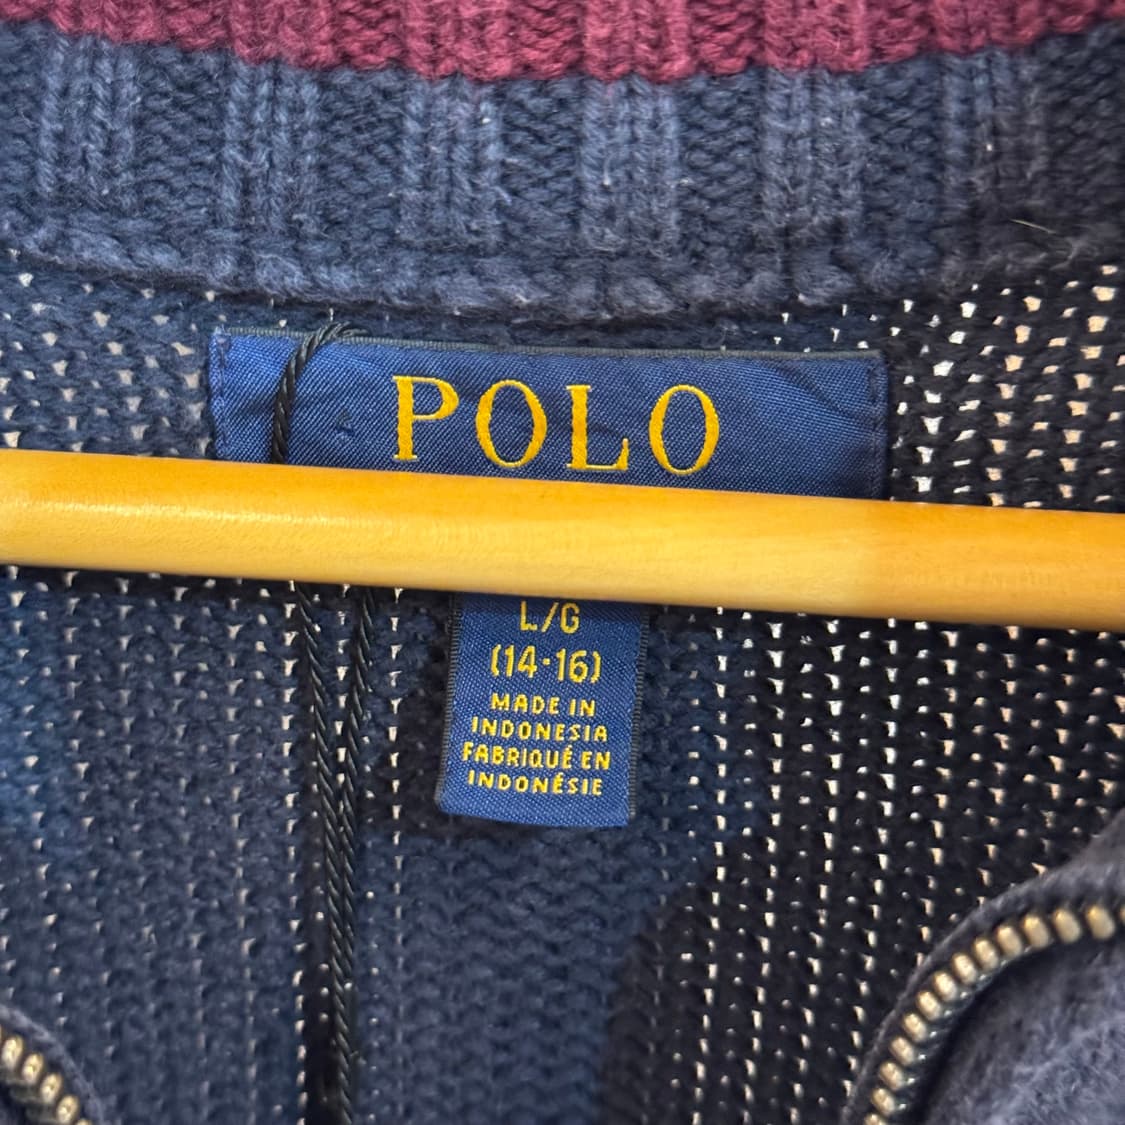 POLO
L/G
(14-16)
MADE IN
INDONESIA
FABRIQUÉ EN
INDONÉSIE